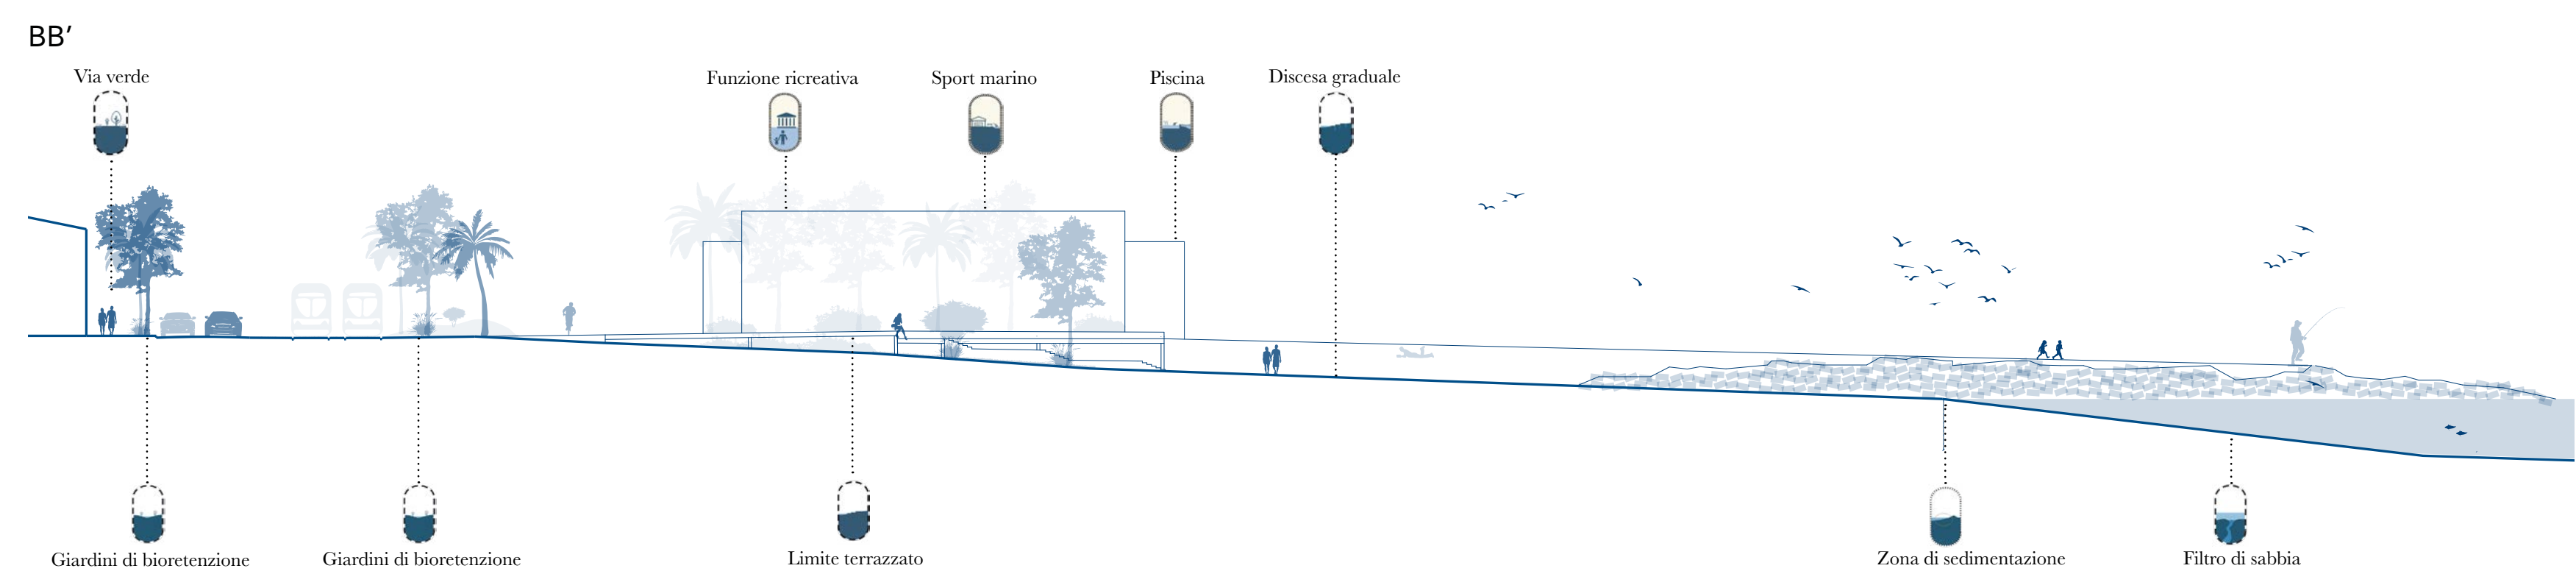 BB’
Via verde
Funzione ricreativa
Sport marino
Piscina
Discesa graduale
Giardini di bioretenzione
Giardini di bioretenzione
Limite terrazzato
Zona di sedimentazione
Filtro di sabbia